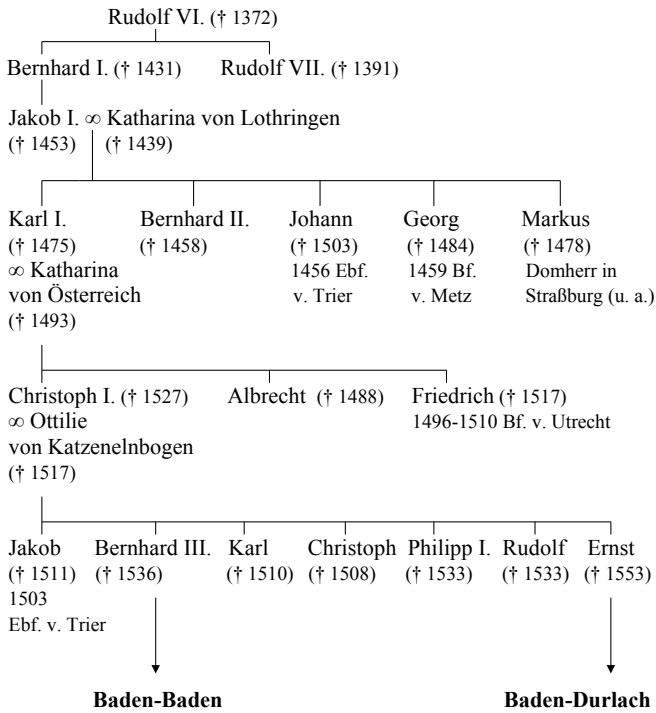 Rudolf VI. († 1372)
Bernhard I. († 1431) Rudolf VII. († 1391)
Jakob I. ∞ Katharina von Lothringen
(† 1453) († 1439)
Karl I. Bernhard II. Johann Georg Markus
(† 1475) († 1458) († 1503) († 1484) († 1478)
∞ Katharina 1456 Ebf. 1459 Bf. Domherr in
von Österreich v. Trier v. Metz Straßburg (u. a.)
(† 1493)
Christoph I. († 1527) Albrecht († 1488) Friedrich († 1517)
∞ Ottilie 1496-1510 Bf. v. Utrecht
von Katzenelnbogen
(† 1517)
Jakob Bernhard III. Karl Christoph Philipp I. Rudolf Ernst
(† 1511) († 1536) († 1510) († 1508) († 1533) († 1533) († 1553)
1503
Ebf. v. Trier
Baden-Baden Baden-Durlach